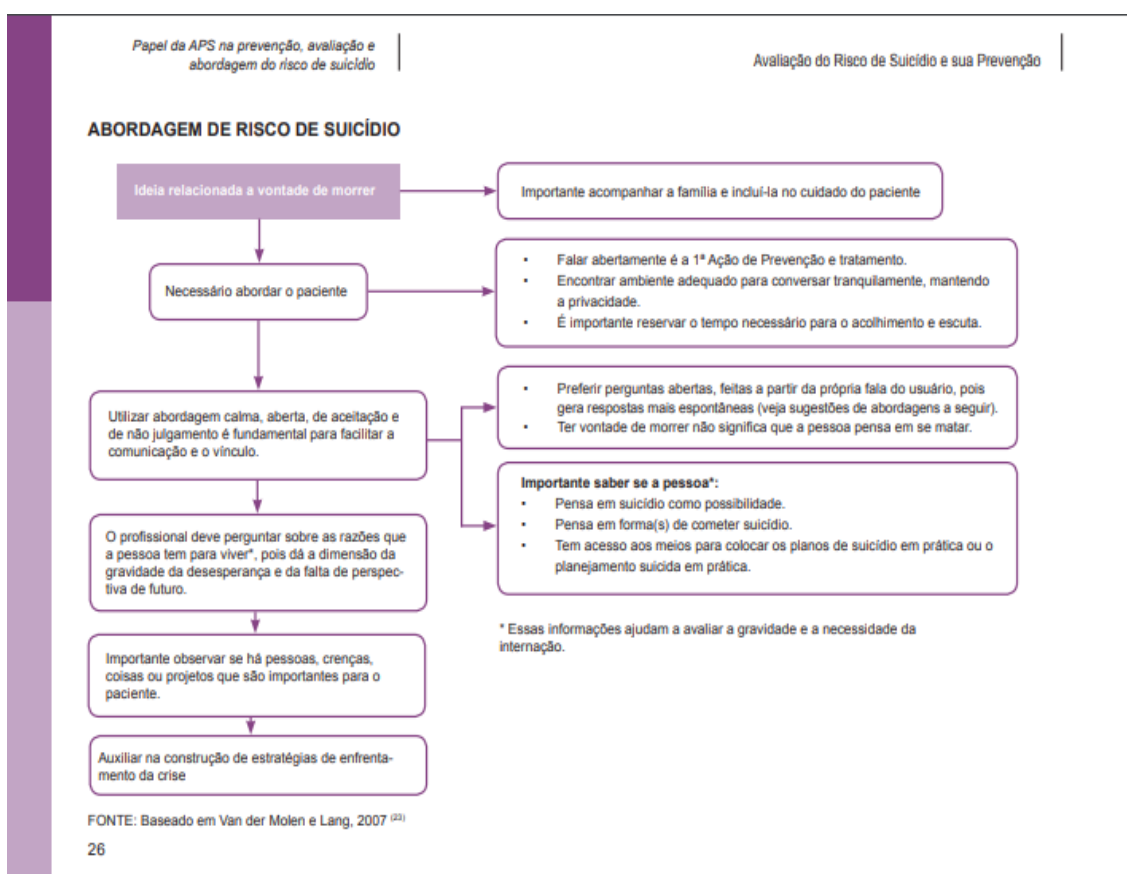 Papel da APS na prevenção, avaliação e
abordagem do risco de suicídio
Avaliação do Risco de Suicídio e sua Prevenção
ABORDAGEM DE RISCO DE SUICÍDIO
Ideia relacionada a vontade de morrer
Importante acompanhar a família e incluí-la no cuidado do paciente
Necessário abordar o paciente
• Falar abertamente é a 1ª Ação de Prevenção e tratamento.
• Encontrar ambiente adequado para conversar tranquilamente, mantendo
a privacidade.
• É importante reservar o tempo necessário para o acolhimento e escuta.
Utilizar abordagem calma, aberta, de aceitação e
de não julgamento é fundamental para facilitar a
comunicação e o vínculo.
• Preferir perguntas abertas, feitas a partir da própria fala do usuário, pois
gera respostas mais espontâneas (veja sugestões de abordagens a seguir).
• Ter vontade de morrer não significa que a pessoa pensa em se matar.
Importante saber se a pessoa*:
• Pensa em suicídio como possibilidade.
• Pensa em forma(s) de cometer suicídio.
• Tem acesso aos meios para colocar os planos de suicídio em prática ou o
planejamento suicida em prática.
O profissional deve perguntar sobre as razões que
a pessoa tem para viver*, pois dá a dimensão da
gravidade da desesperança e da falta de perspec-
tiva de futuro.
* Essas informações ajudam a avaliar a gravidade e a necessidade da
internação.
Importante observar se há pessoas, crenças,
coisas ou projetos que são importantes para o
paciente.
Auxiliar na construção de estratégias de enfrenta-
mento da crise
FONTE: Baseado em Van der Molen e Lang, 2007 (23)
26